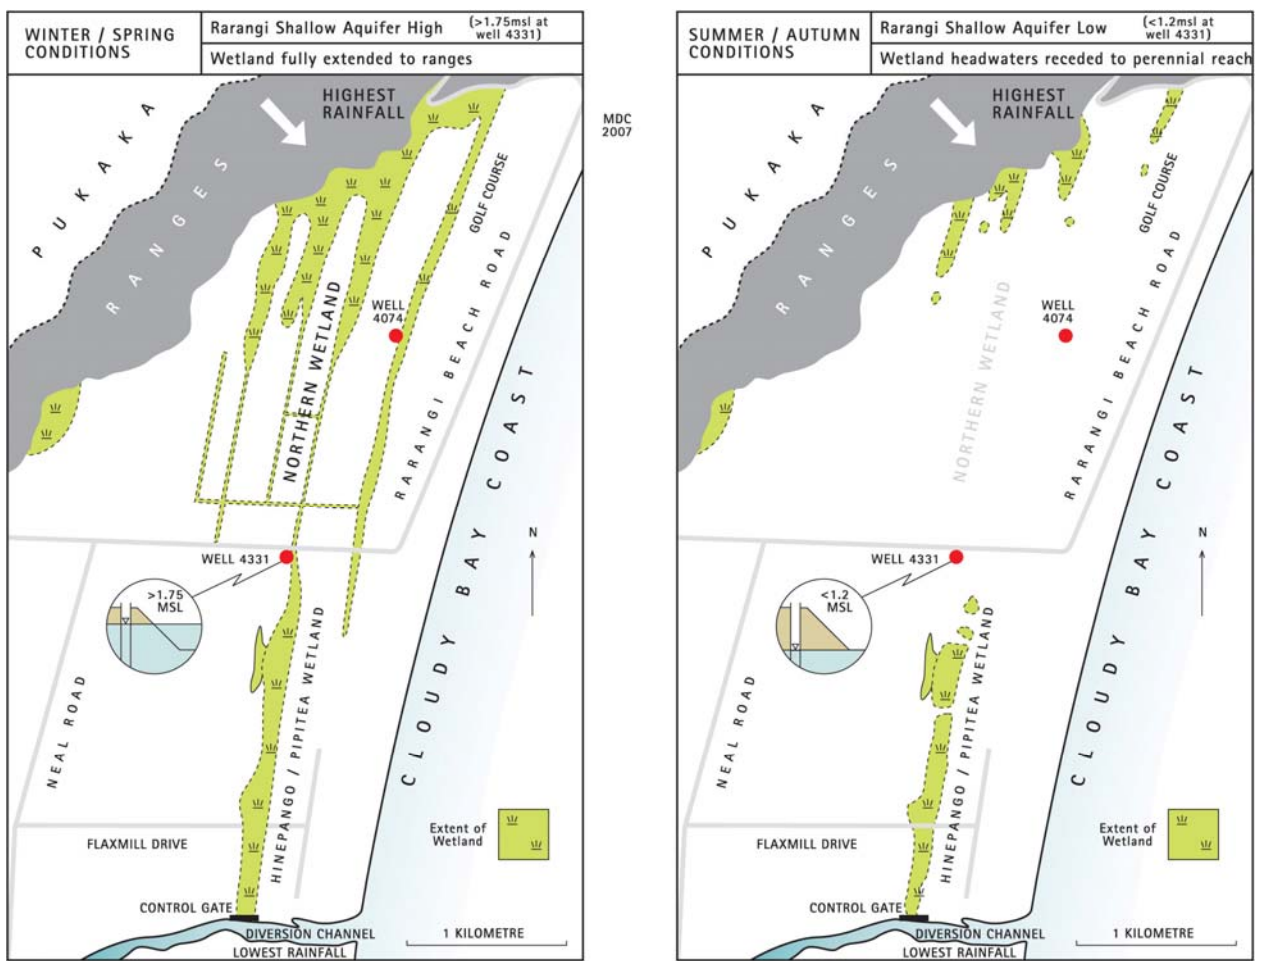 WINTER / SPRING
CONDITIONS
Rarangi Shallow Aquifer High
(>1.75msl at
well 4331)
Wetland fully extended to ranges
HIGHEST
RAINFALL
PUKAKA
RANGES
GOLF COURSE
RARANGI BEACH ROAD
WELL
4074
NORTHERN WETLAND
CLOUDY BAY COAST
N
WELL 4331
>1.75
MSL
HINEPANGO / PIPITEA WETLAND
NEAL ROAD
Extent of
Wetland
FLAXMILL DRIVE
CONTROL GATE
DIVERSION CHANNEL
LOWEST RAINFALL
1 KILOMETRE
MDC
2007
SUMMER / AUTUMN
CONDITIONS
Rarangi Shallow Aquifer Low
(<1.2msl at
well 4331)
Wetland headwaters receded to perennial reach
HIGHEST
RAINFALL
PUKAKA
RANGES
GOLF COURSE
RARANGI BEACH ROAD
WELL
4074
NORTHERN WETLAND
CLOUDY BAY COAST
N
WELL 4331
<1.2
MSL
HINEPANGO / PIPITEA WETLAND
NEAL ROAD
Extent of
Wetland
FLAXMILL DRIVE
CONTROL GATE
DIVERSION CHANNEL
LOWEST RAINFALL
1 KILOMETRE